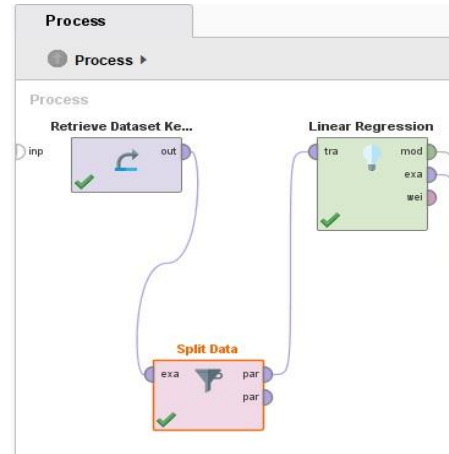 Process
Process
Process
Retrieve Dataset Ke...
inp
out
Linear Regression
tra
mod
exa
wei
Split Data
exa
par
par